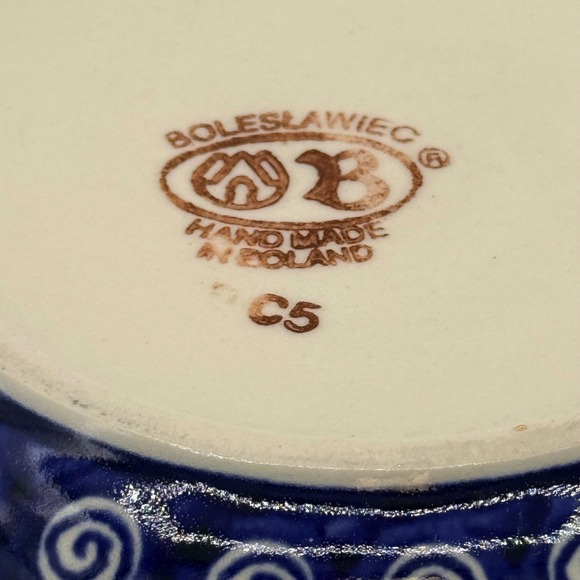 BOLESŁAWIEC
B ®
HAND MADE
IN POLAND
C5